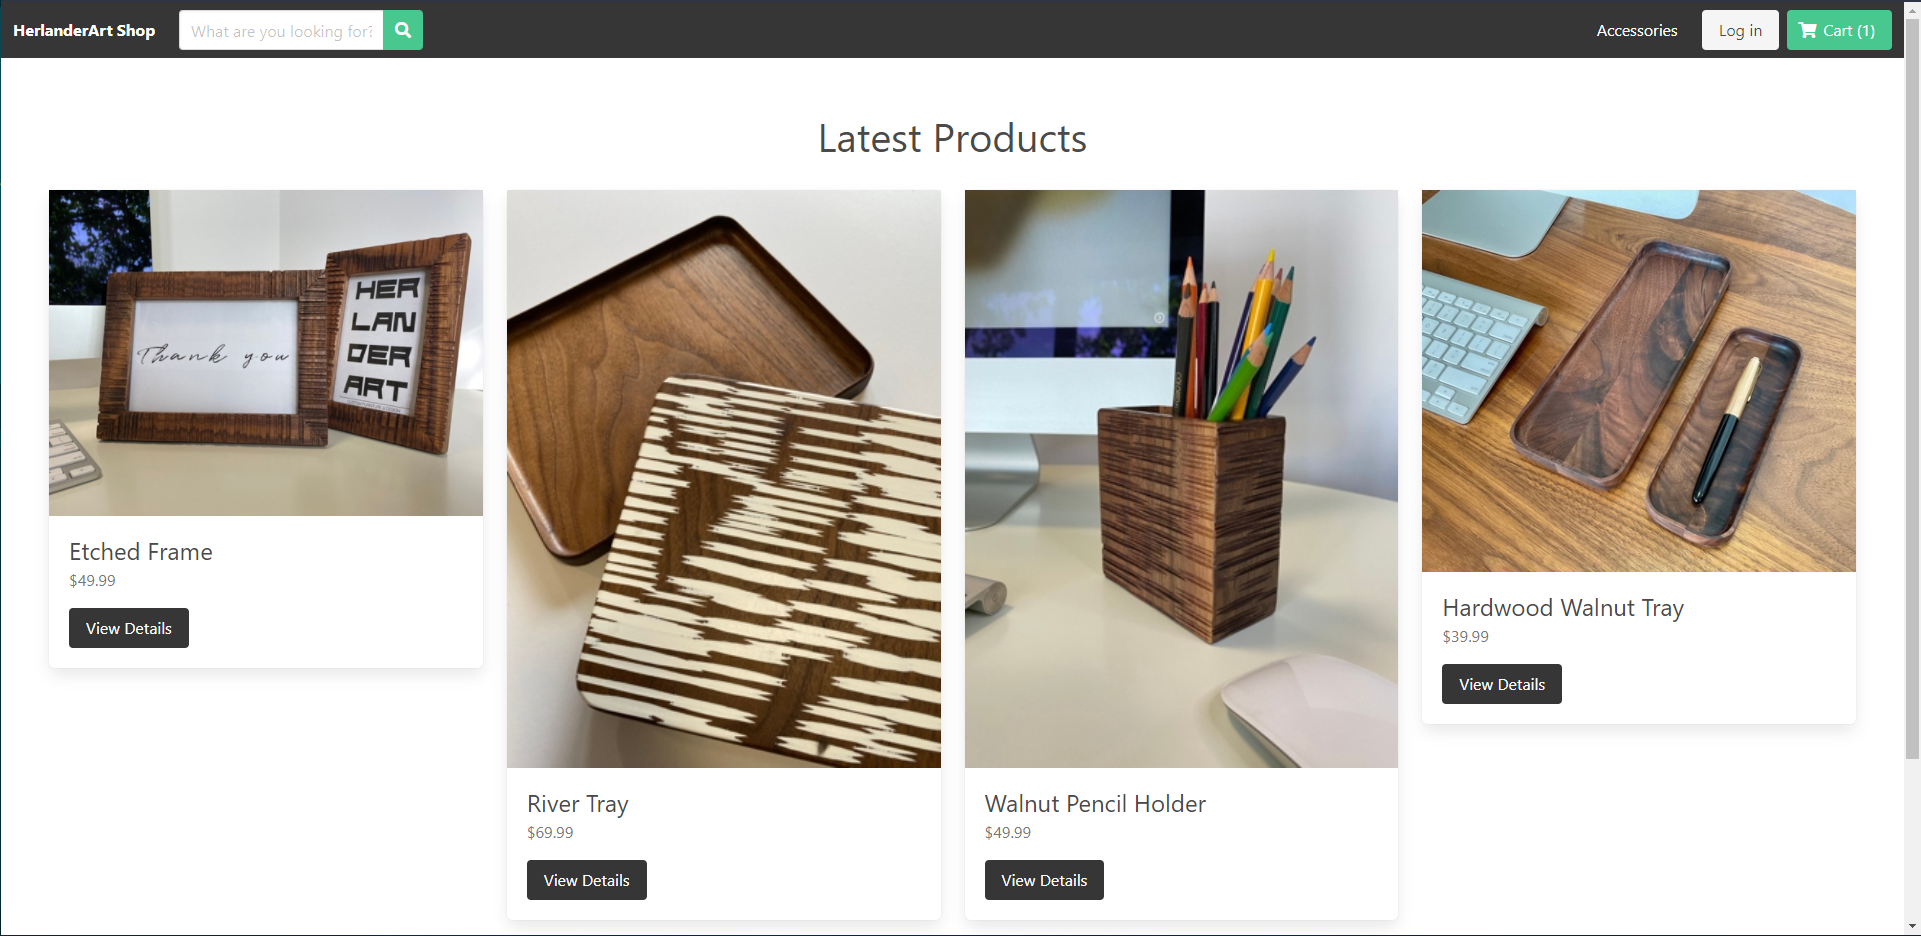 HerlanderArt Shop
What are you looking for?
Accessories
Log in
Cart (1)
Latest Products
Thank you
HER
LAN
DER
ART
Etched Frame
$49.99
View Details
River Tray
$69.99
View Details
Walnut Pencil Holder
$49.99
View Details
Hardwood Walnut Tray
$39.99
View Details